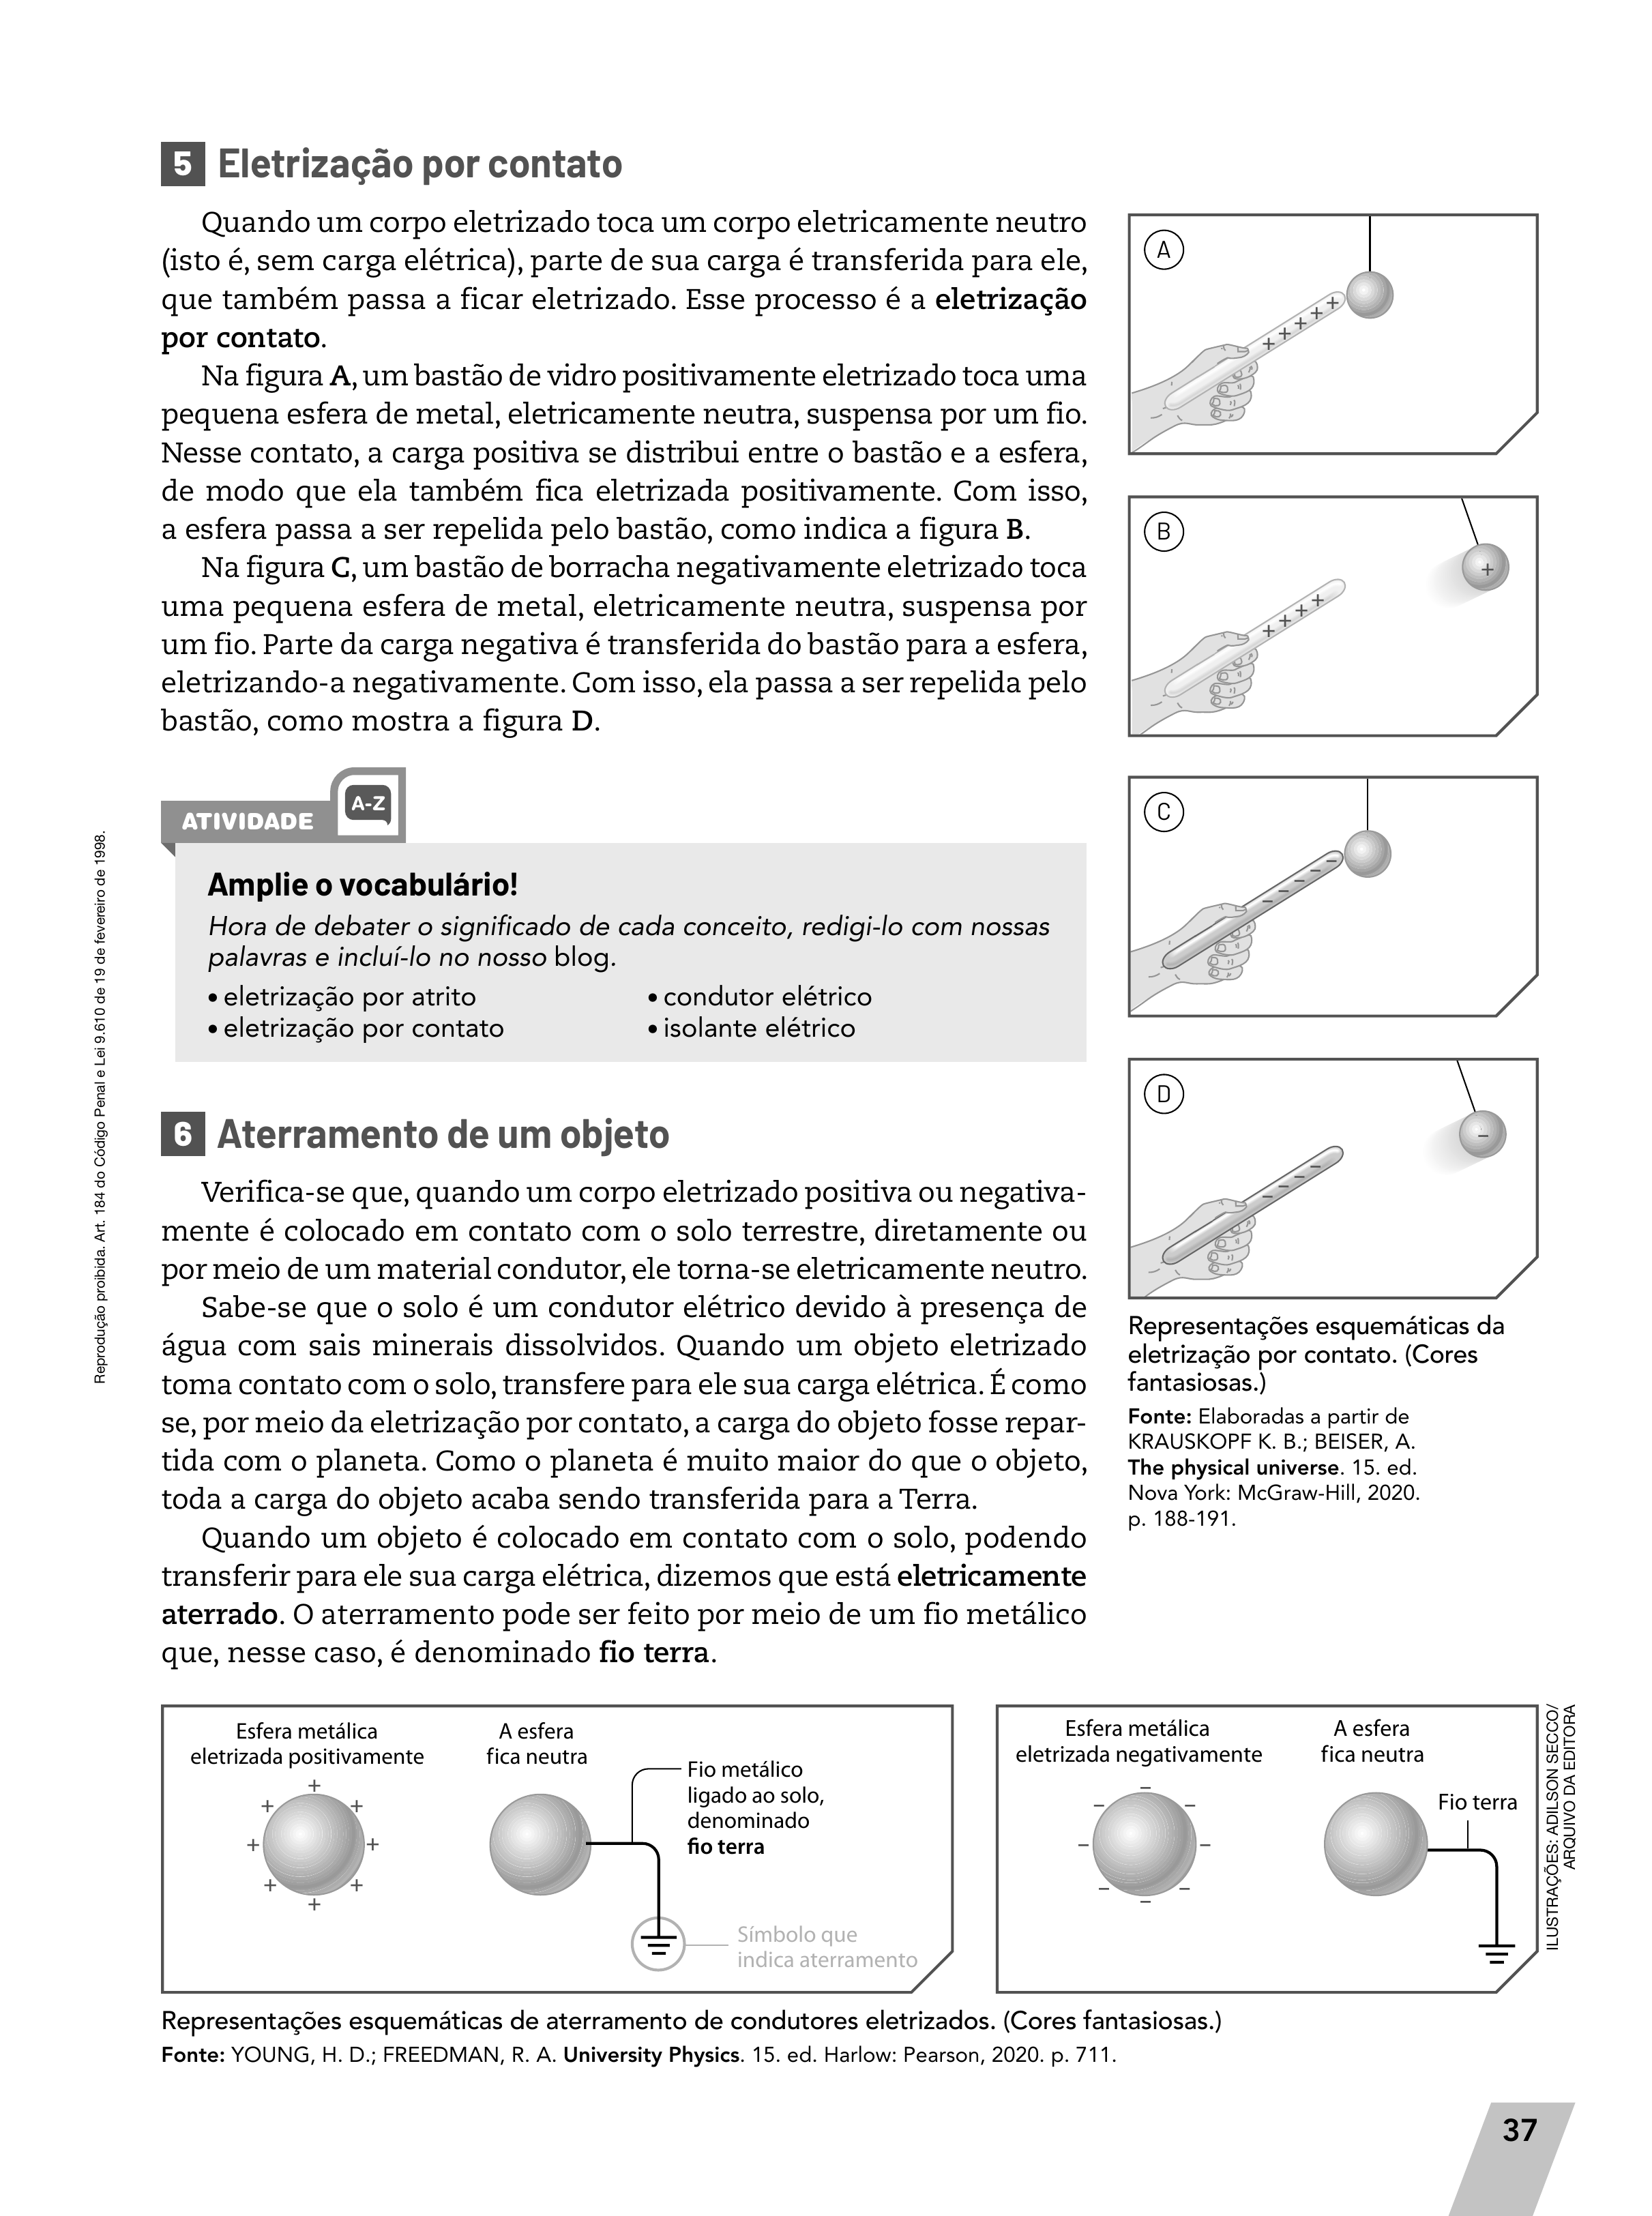 5 Eletrização por contato
Quando um corpo eletrizado toca um corpo eletricamente neutro
(isto é, sem carga elétrica), parte de sua carga é transferida para ele,
que também passa a ficar eletrizado. Esse processo é a eletrização
por contato.
Na figura A, um bastão de vidro positivamente eletrizado toca uma
pequena esfera de metal, eletricamente neutra, suspensa por um fio.
Nesse contato, a carga positiva se distribui entre o bastão e a esfera,
de modo que ela também fica eletrizada positivamente. Com isso,
a esfera passa a ser repelida pelo bastão, como indica a figura B.
Na figura C, um bastão de borracha negativamente eletrizado toca
uma pequena esfera de metal, eletricamente neutra, suspensa por
um fio. Parte da carga negativa é transferida do bastão para a esfera,
eletrizando-a negativamente. Com isso, ela passa a ser repelida pelo
bastão, como mostra a figura D.
ATIVIDADE
A-Z
Amplie o vocabulário!
Hora de debater o significado de cada conceito, redigi-lo com nossas
palavras e incluí-lo no nosso blog.
• eletrização por atrito
• eletrização por contato
• condutor elétrico
• isolante elétrico
6 Aterramento de um objeto
Verifica-se que, quando um corpo eletrizado positiva ou negativa-
mente é colocado em contato com o solo terrestre, diretamente ou
por meio de um material condutor, ele torna-se eletricamente neutro.
Sabe-se que o solo é um condutor elétrico devido à presença de
água com sais minerais dissolvidos. Quando um objeto eletrizado
toma contato com o solo, transfere para ele sua carga elétrica. É como
se, por meio da eletrização por contato, a carga do objeto fosse repar-
tida com o planeta. Como o planeta é muito maior do que o objeto,
toda a carga do objeto acaba sendo transferida para a Terra.
Quando um objeto é colocado em contato com o solo, podendo
transferir para ele sua carga elétrica, dizemos que está eletricamente
aterrado. O aterramento pode ser feito por meio de um fio metálico
que, nesse caso, é denominado fio terra.
A
+ + + + +
B
+ + + +
+
C
– – – – –
D
– – – –
–
Representações esquemáticas da
eletrização por contato. (Cores
fantasiosas.)
Fonte: Elaboradas a partir de
KRAUSKOPF K. B.; BEISER, A.
The physical universe. 15. ed.
Nova York: McGraw-Hill, 2020.
p. 188-191.
Esfera metálica
eletrizada positivamente
+ + + + + + + +
A esfera
fica neutra
Fio metálico
ligado ao solo,
denominado
fio terra
Símbolo que
indica aterramento
Esfera metálica
eletrizada negativamente
– – – – – – – –
A esfera
fica neutra
Fio terra
Representações esquemáticas de aterramento de condutores eletrizados. (Cores fantasiosas.)
Fonte: YOUNG, H. D.; FREEDMAN, R. A. University Physics. 15. ed. Harlow: Pearson, 2020. p. 711.
ILUSTRAÇÕES: ADILSON SECCO/
ARQUIVO DA EDITORA
Reprodução proibida. Art. 184 do Código Penal e Lei 9.610 de 19 de fevereiro de 1998.
37